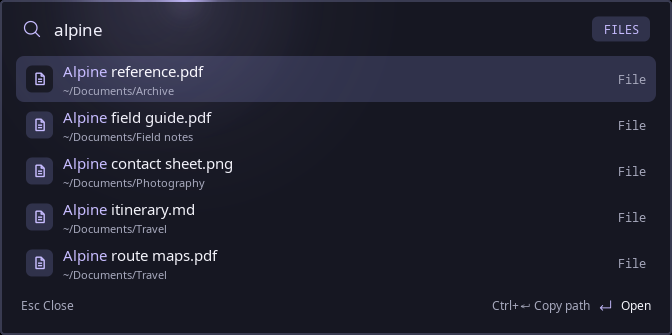 alpine FILES
Alpine reference.pdf
~/Documents/Archive File
Alpine field guide.pdf
~/Documents/Field notes File
Alpine contact sheet.png
~/Documents/Photography File
Alpine itinerary.md
~/Documents/Travel File
Alpine route maps.pdf
~/Documents/Travel File
Esc Close Ctrl+↩ Copy path ↵ Open